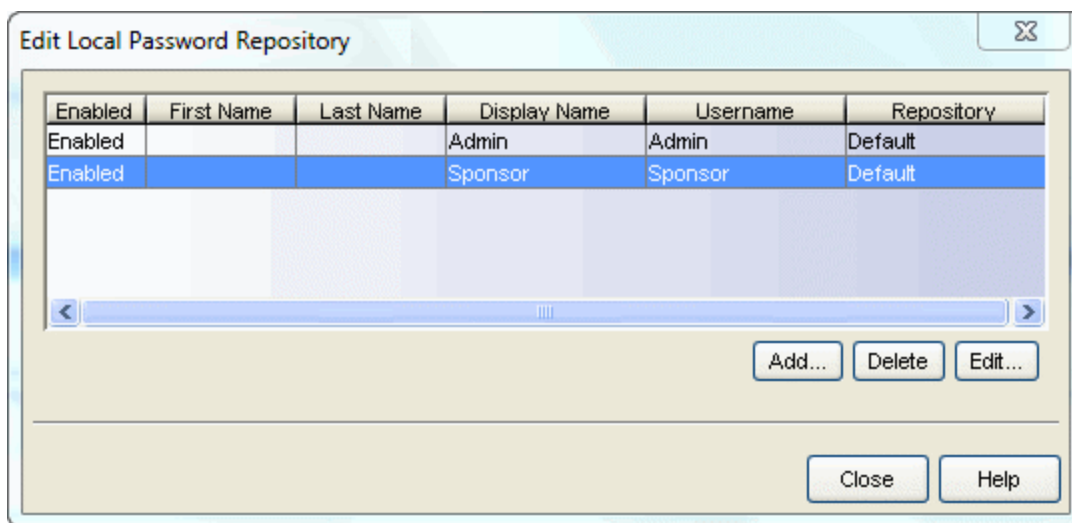 Edit Local Password Repository
Enabled First Name Last Name Display Name Username Repository
Enabled Admin Admin Default
Enabled Sponsor Sponsor Default
Add... Delete Edit...
Close Help